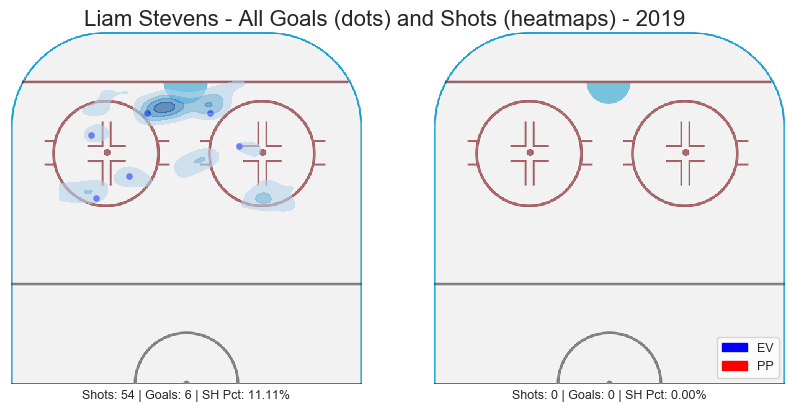 Liam Stevens - All Goals (dots) and Shots (heatmaps) - 2019
EV
PP
Shots: 54 | Goals: 6 | SH Pct: 11.11%
Shots: 0 | Goals: 0 | SH Pct: 0.00%